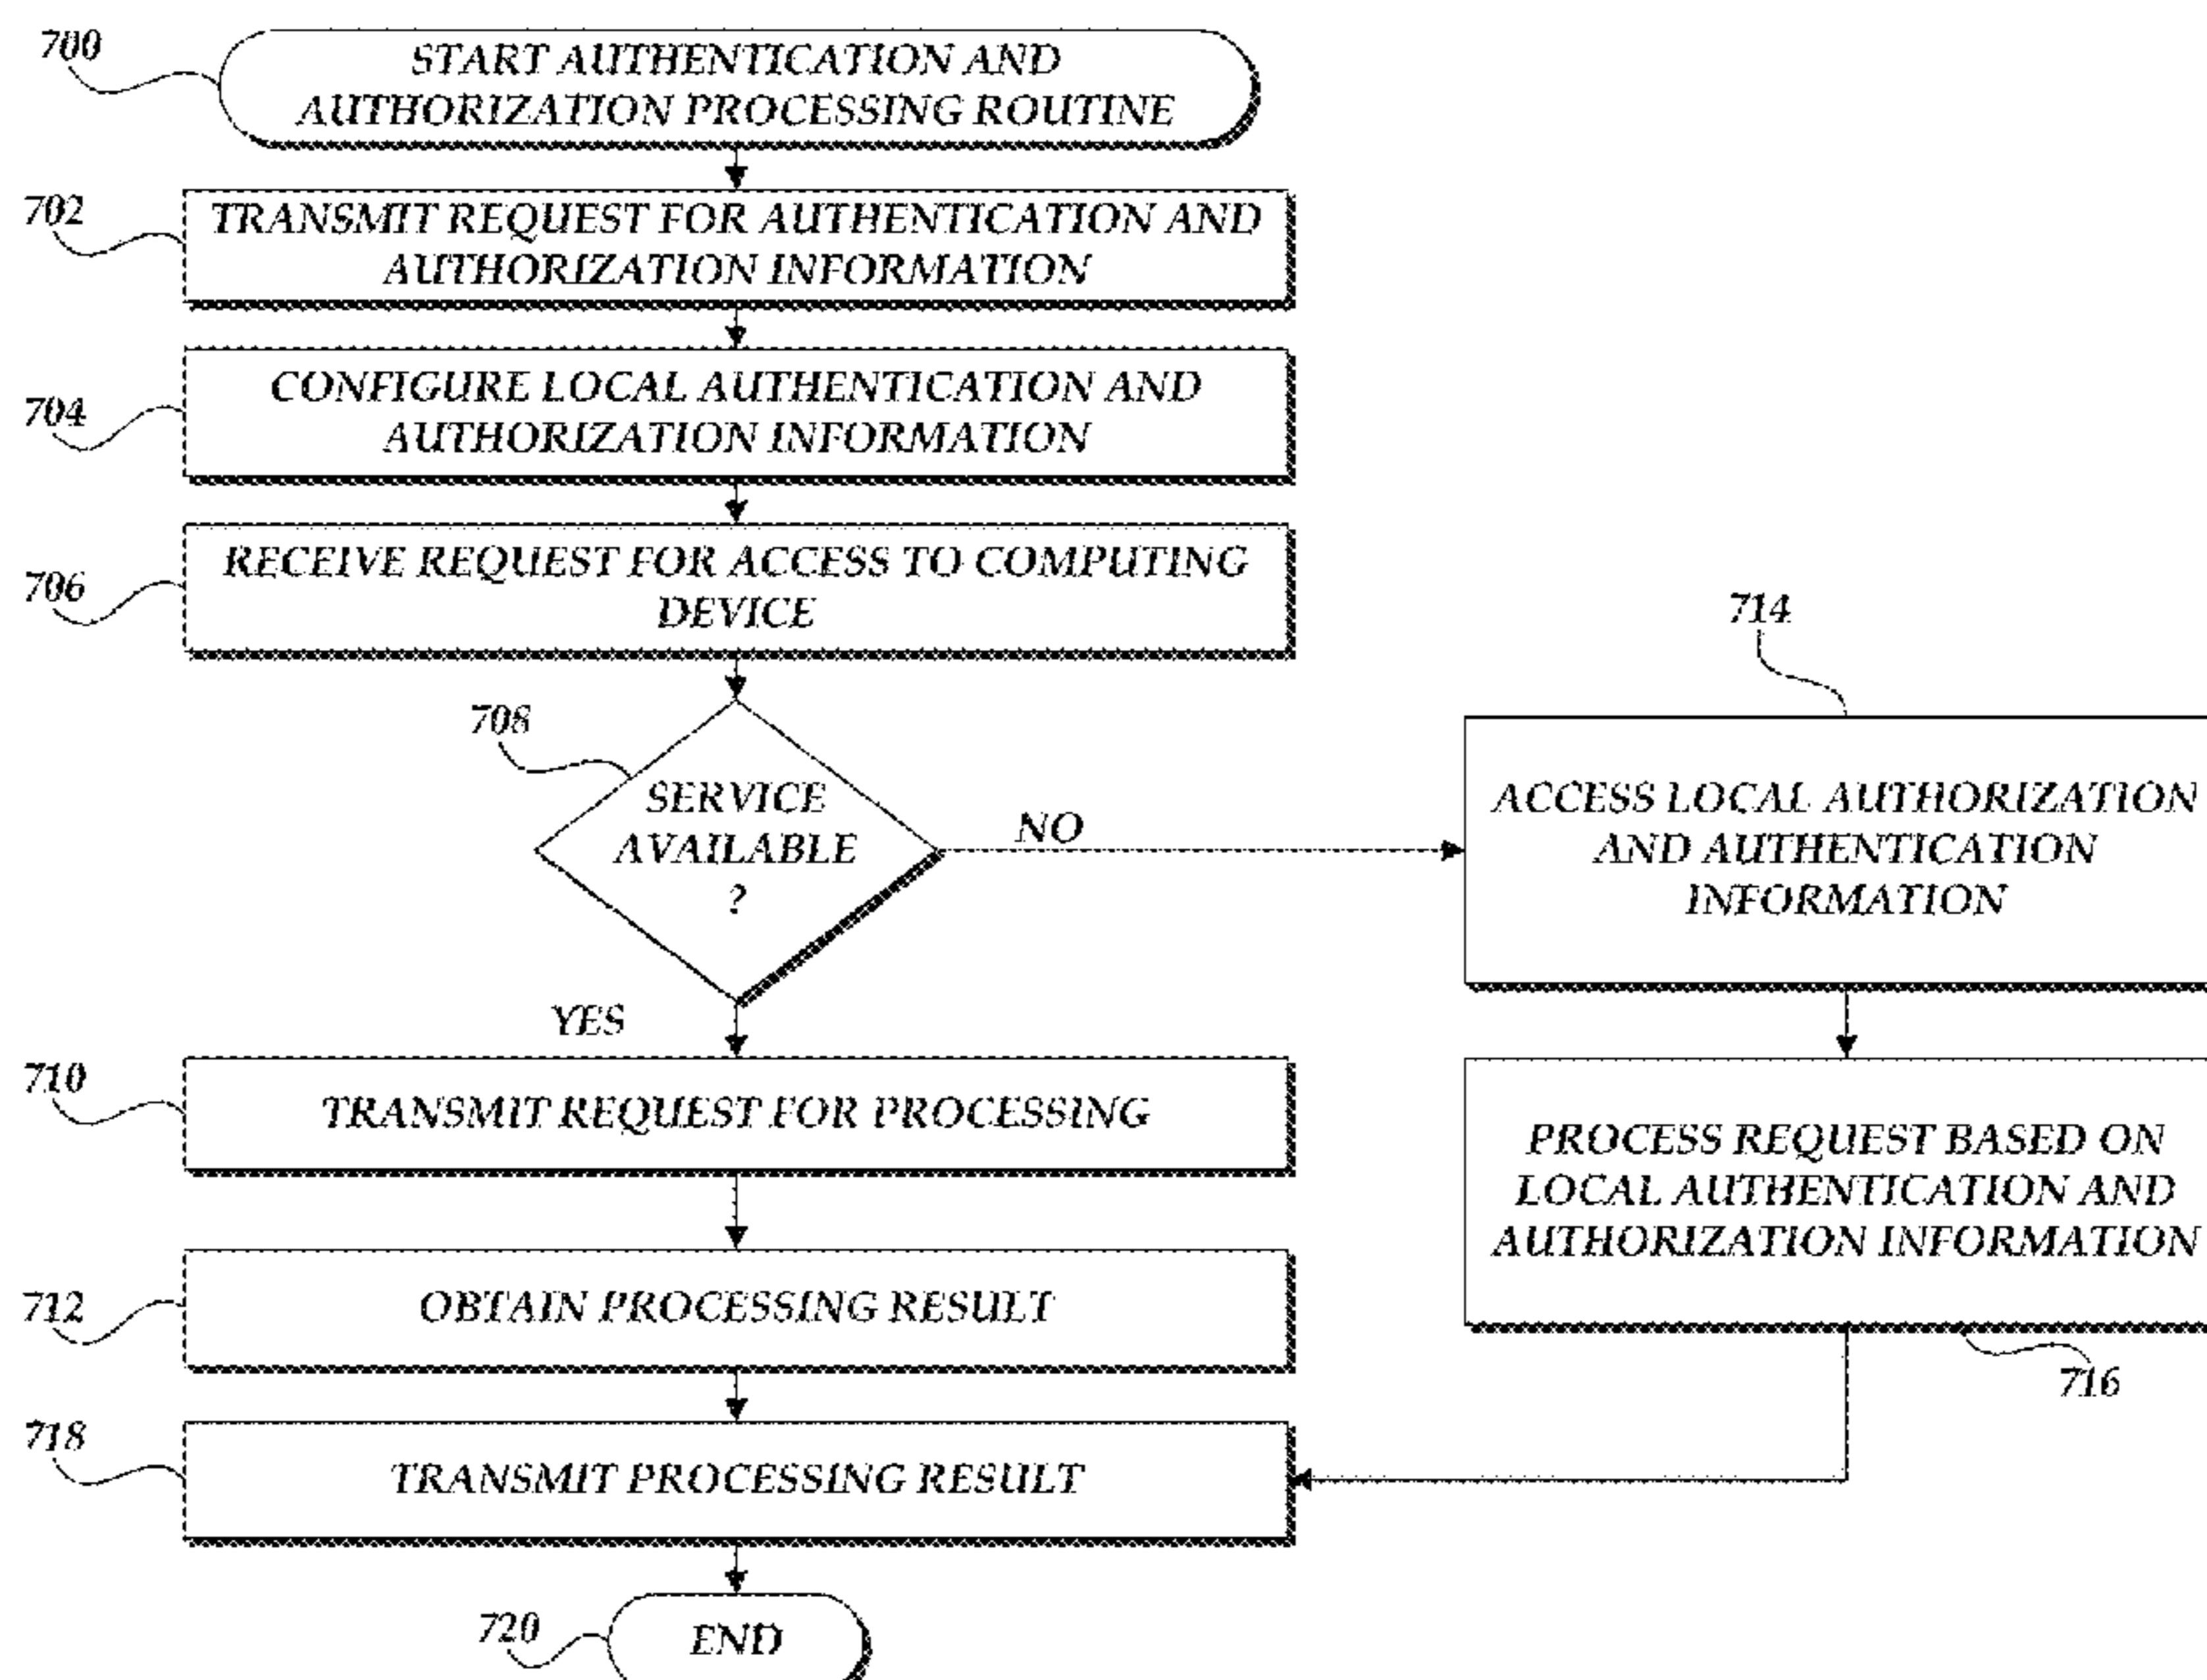 700
START AUTHENTICATION AND
AUTHORIZATION PROCESSING ROUTINE
702
TRANSMIT REQUEST FOR AUTHENTICATION AND
AUTHORIZATION INFORMATION
704
CONFIGURE LOCAL AUTHENTICATION AND
AUTHORIZATION INFORMATION
706
RECEIVE REQUEST FOR ACCESS TO COMPUTING
DEVICE
708
SERVICE
AVAILABLE
?
NO
YES
714
ACCESS LOCAL AUTHORIZATION
AND AUTHENTICATION
INFORMATION
710
TRANSMIT REQUEST FOR PROCESSING
PROCESS REQUEST BASED ON
LOCAL AUTHENTICATION AND
AUTHORIZATION INFORMATION
716
712
OBTAIN PROCESSING RESULT
718
TRANSMIT PROCESSING RESULT
720
END